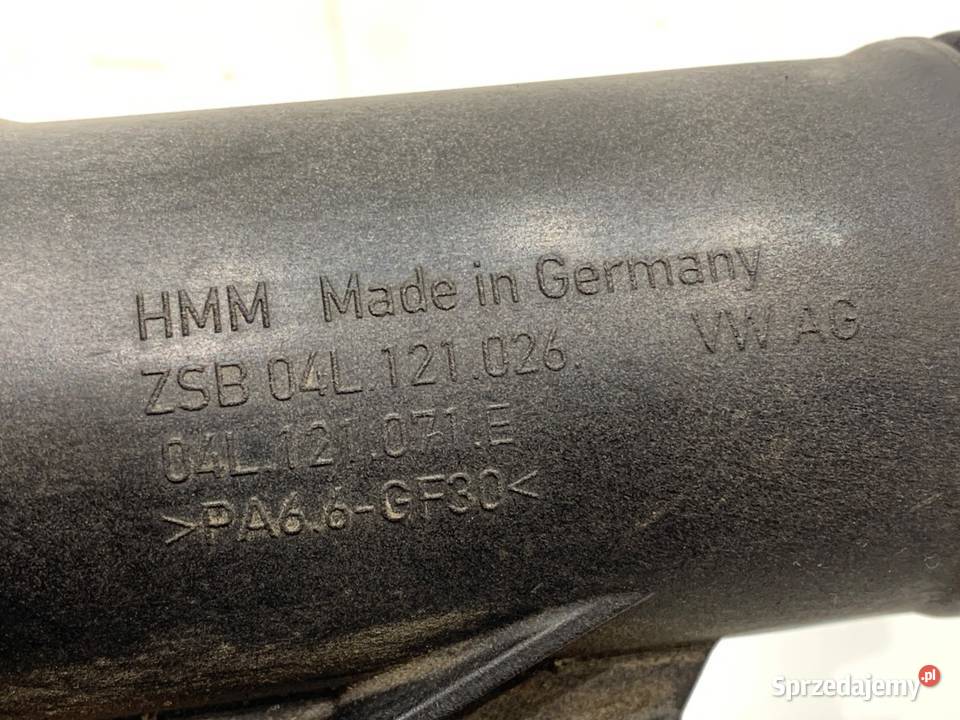 HMM Made in Germany
ZSB 04L.121.026. VW AG
04L.121.071.E
>PA6.6-GF30<
Sprzedajemy.pl